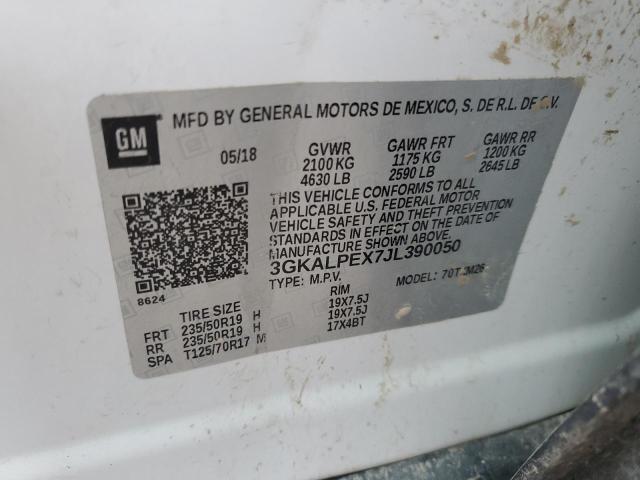 GM
MFD BY GENERAL MOTORS DE MEXICO, S. DE R.L. DE C.V.
05/18 GVWR GAWR FRT GAWR RR
2100 KG 1175 KG 1200 KG
4630 LB 2590 LB 2645 LB
THIS VEHICLE CONFORMS TO ALL
APPLICABLE U.S. FEDERAL MOTOR
VEHICLE SAFETY AND THEFT PREVENTION
STANDARDS IN EFFECT ON THE DATE OF
MANUFACTURE SHOWN ABOVE.
3GKALPEX7JL390050
TYPE: M.P.V. MODEL:
8624
TIRE SIZE RIM
FRT 235/50R19 H 19X7.5J
RR 235/50R19 H 19X7.5J
SPA T125/70R17 M 17X4BT